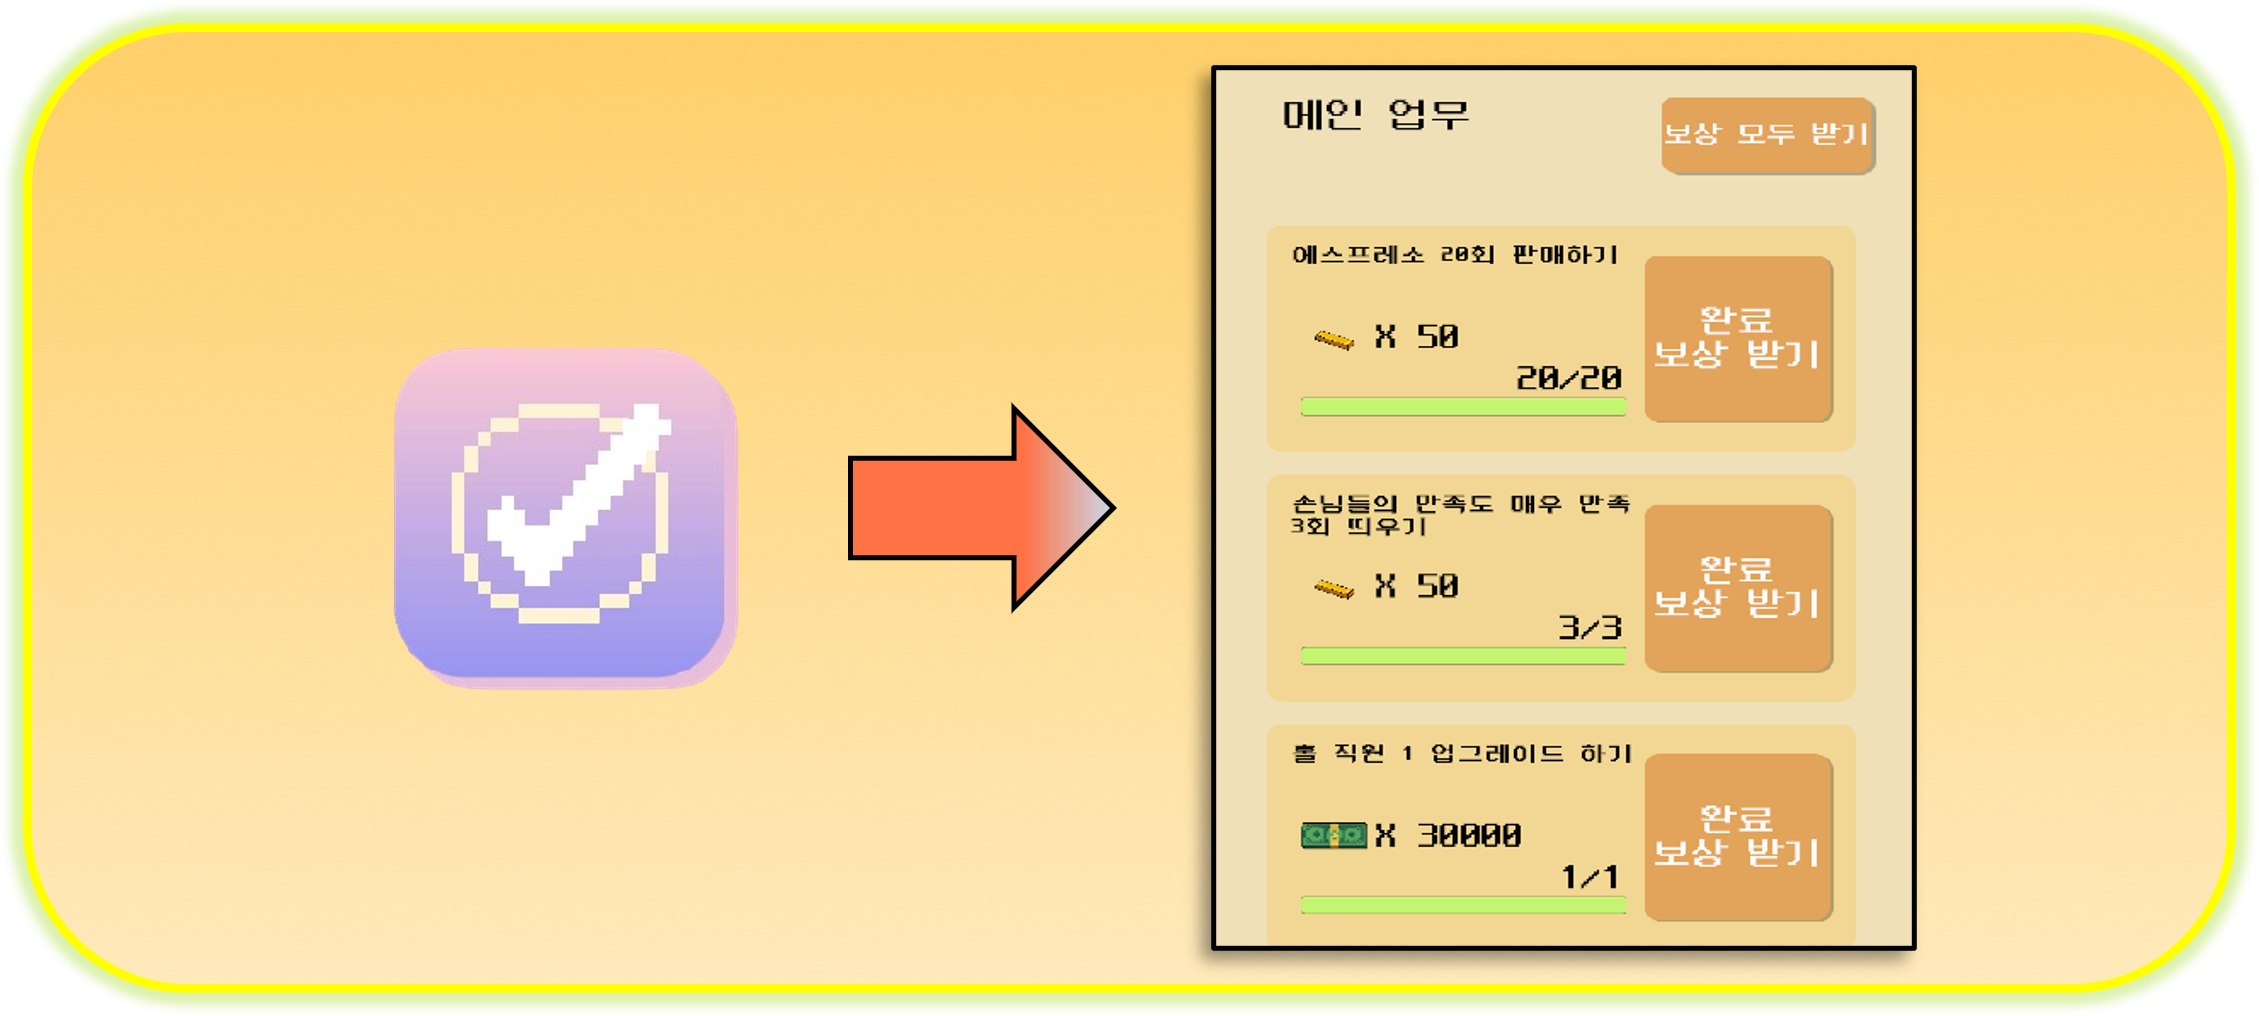 메인 업무
보상 모두 받기
에스프레소 20회 판매하기
X 50
20/20
완료
보상 받기
손님들의 만족도 매우 만족
3회 띄우기
X 50
3/3
완료
보상 받기
홀 직원 1 업그레이드 하기
X 30000
1/1
완료
보상 받기